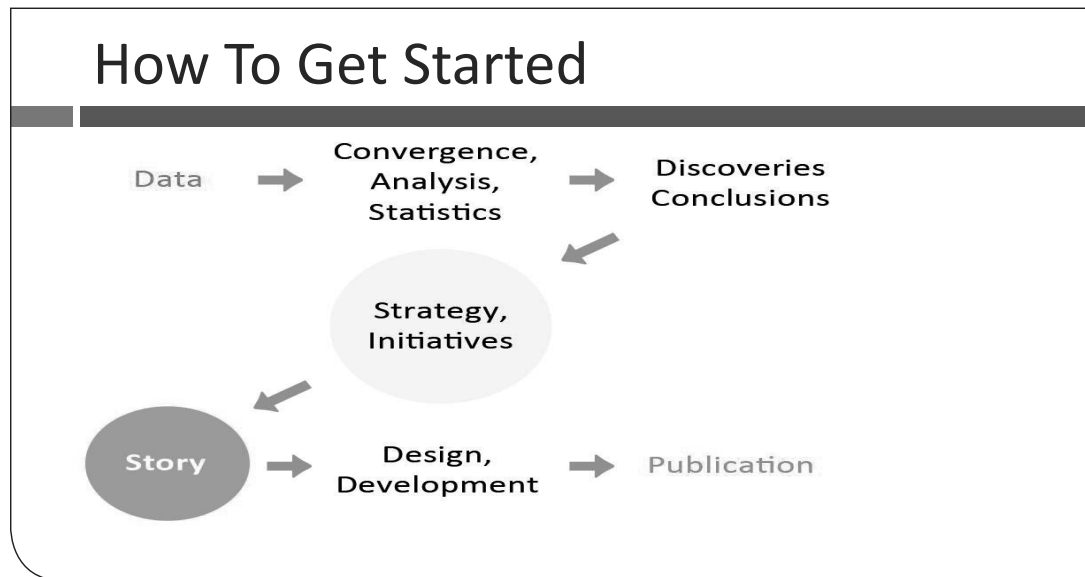 How To Get Started
Data
Convergence,
Analysis,
Statistics
Discoveries
Conclusions
Strategy,
Initiatives
Story
Design,
Development
Publication